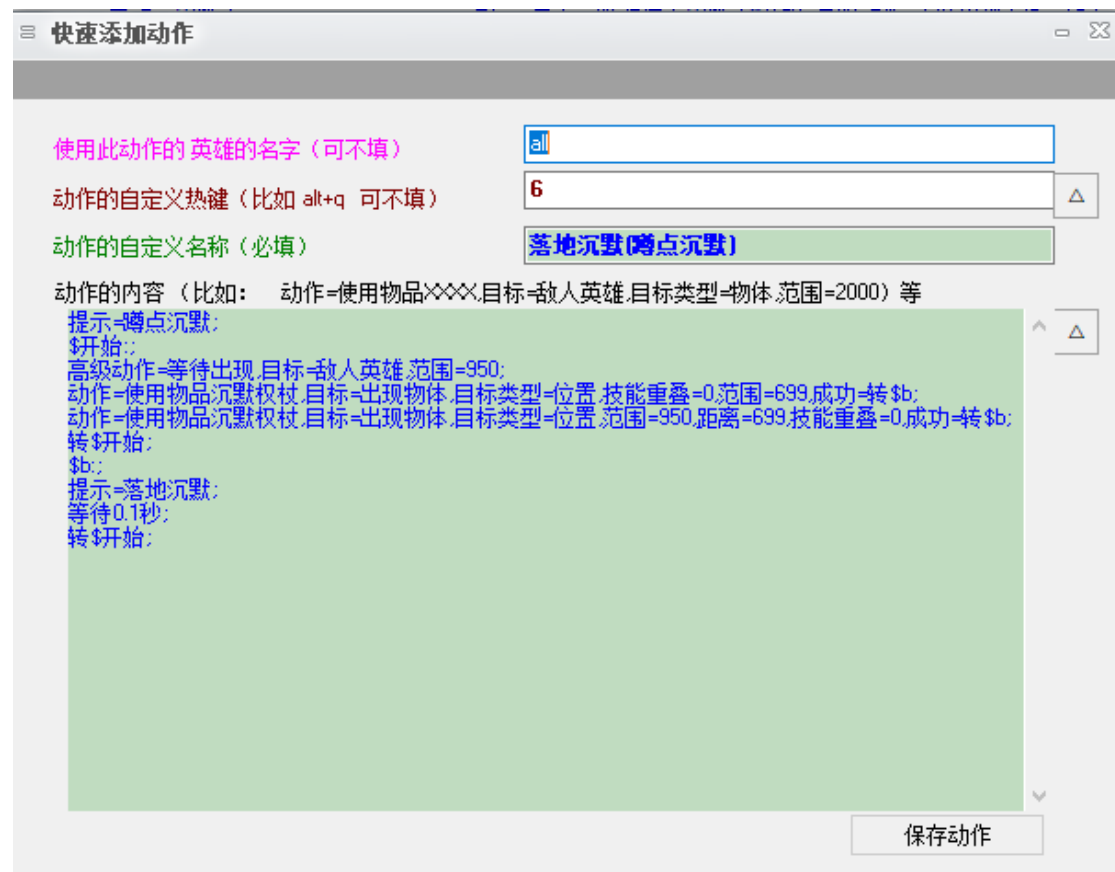 快速添加动作
使用此动作的 英雄的名字（可不填）
all
动作的自定义热键（比如 alt+q 可不填）
6
动作的自定义名称（必填）
落地沉默(蹲点沉默)
动作的内容 （比如： 动作=使用物品XXXX,目标=敌人英雄,目标类型=物体,范围=2000）等
提示=蹲点沉默;
$开始:;
高级动作=等待出现,目标=敌人英雄,范围=950;
动作=使用物品沉默权杖,目标=出现物体,目标类型=位置,技能重叠=0,范围=699,成功=转$b;
动作=使用物品沉默权杖,目标=出现物体,目标类型=位置,范围=950,距离=699,技能重叠=0,成功=转$b;
转$开始;
$b:;
提示=落地沉默;
等待0.1秒;
转$开始;
保存动作